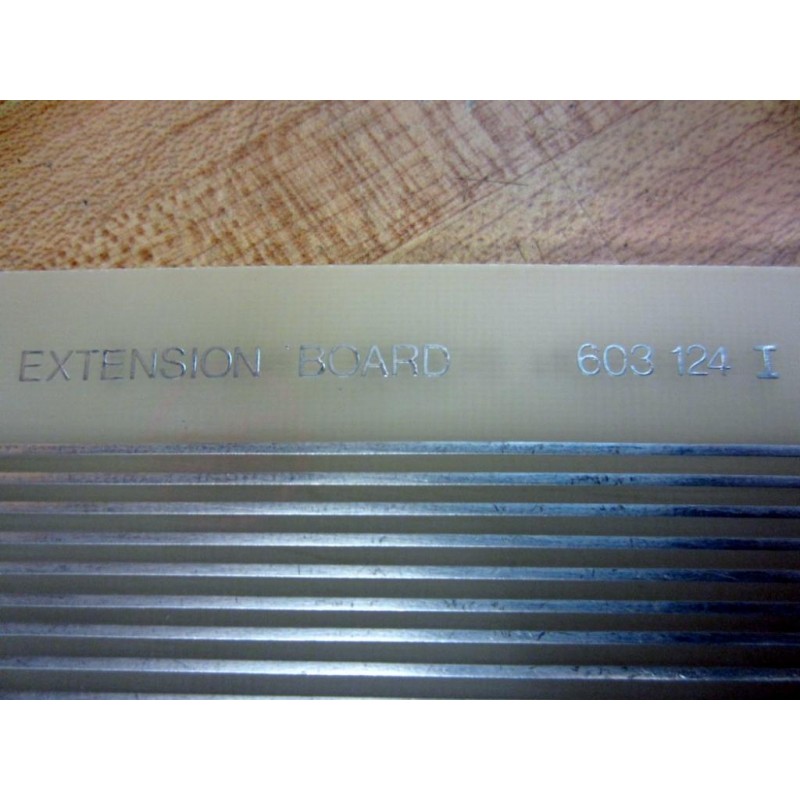 EXTENSION BOARD 603 124 I